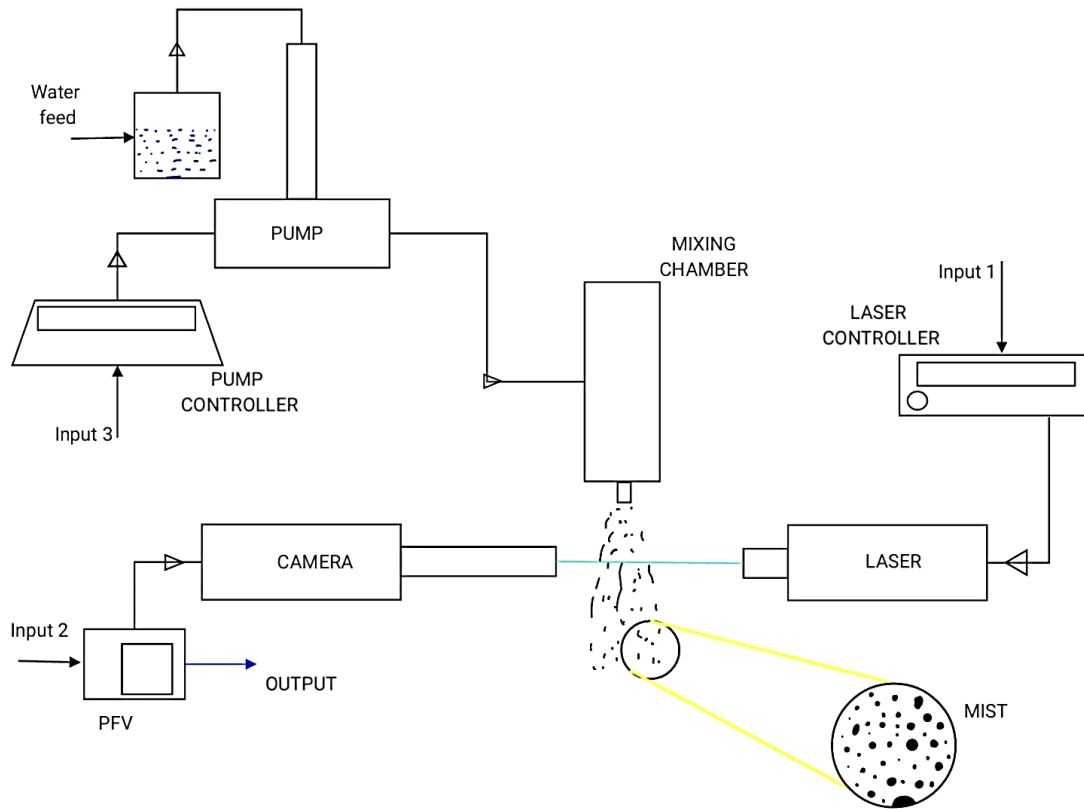 Water
feed
PUMP
MIXING
CHAMBER
Input 1
LASER
CONTROLLER
PUMP
CONTROLLER
Input 3
CAMERA
LASER
Input 2
OUTPUT
PFV
MIST